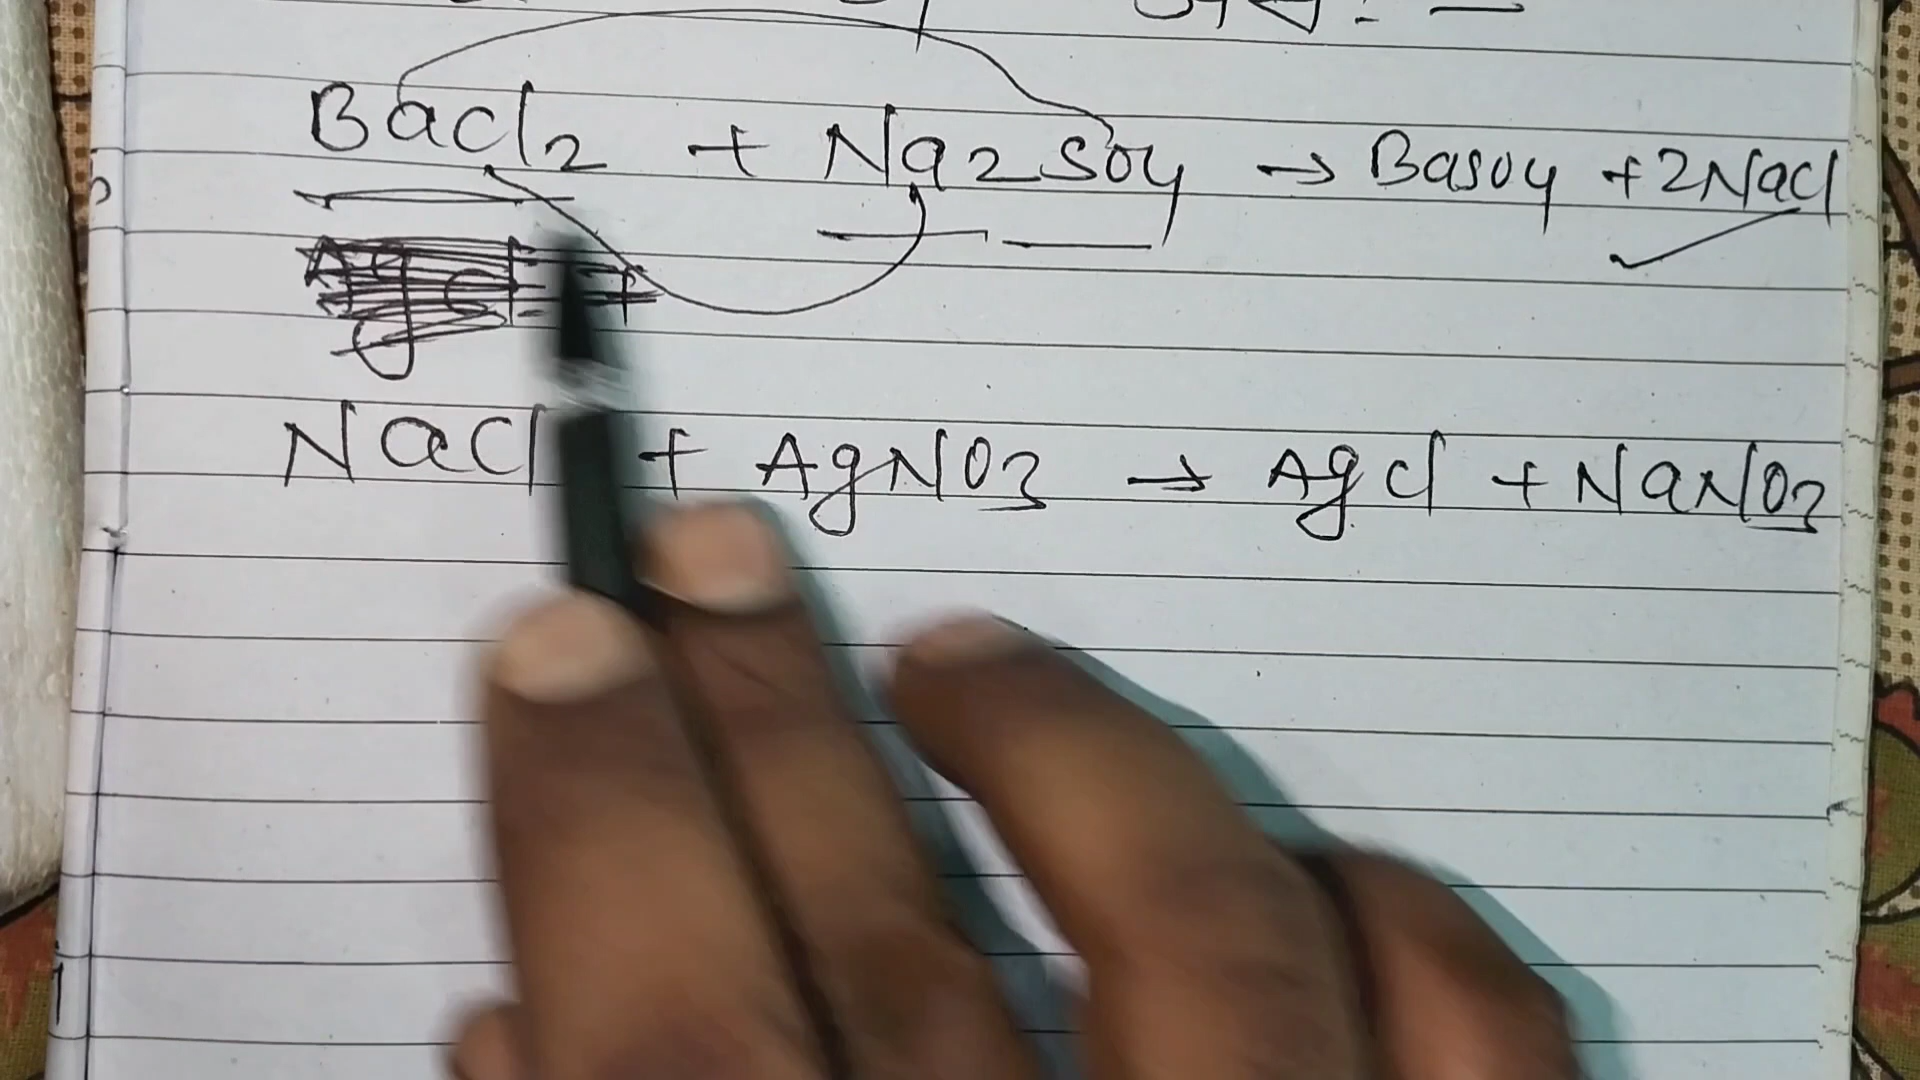 BaCl2 + Na2SO4 → BaSO4 + 2NaCl
NaCl + AgNO3 → AgCl + NaNO3